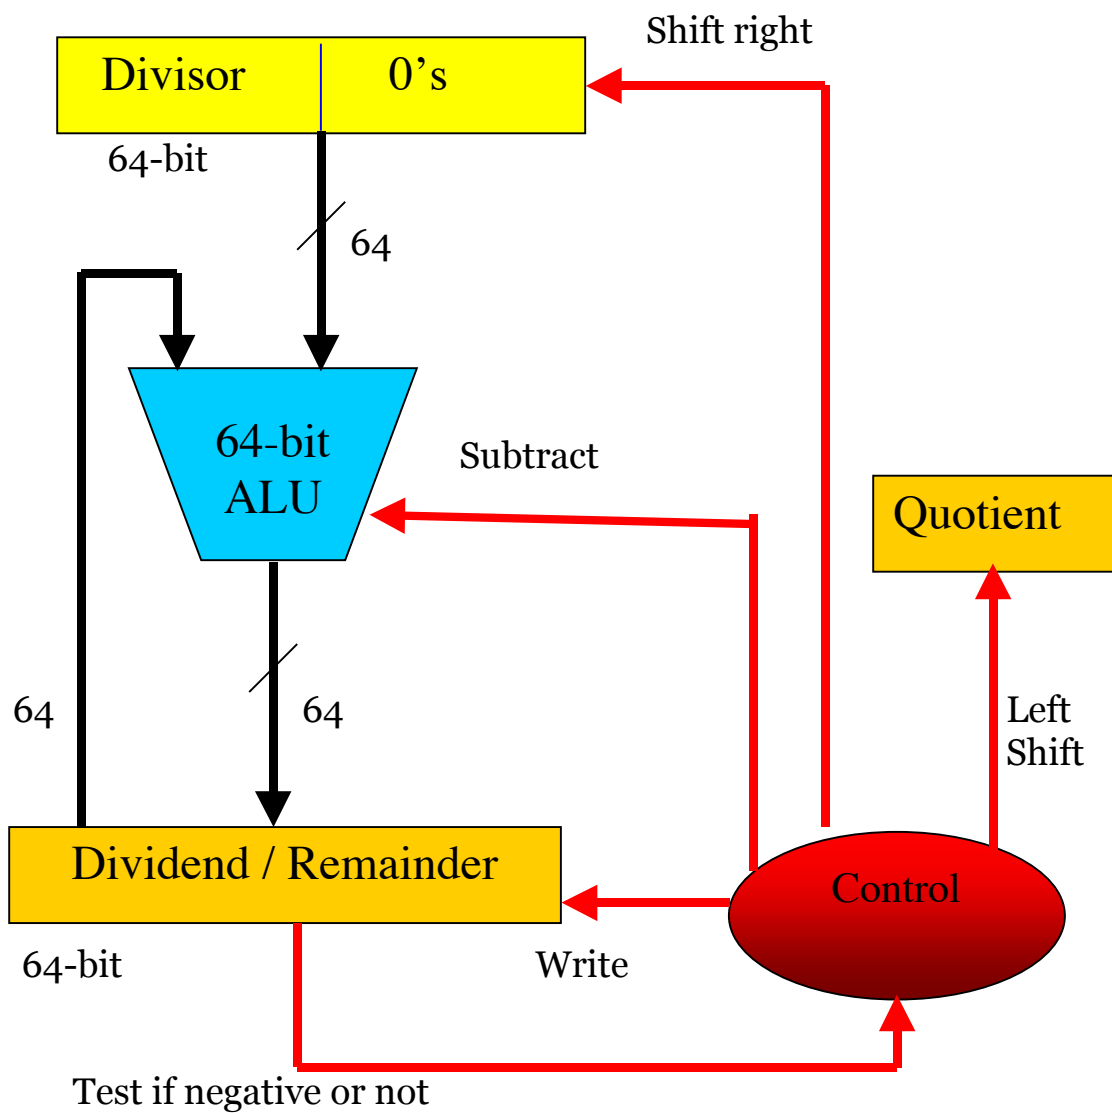 Shift right
Divisor
0’s
64-bit
64
64-bit
ALU
Subtract
Quotient
64
64
Left
Shift
Dividend / Remainder
Control
64-bit
Write
Test if negative or not